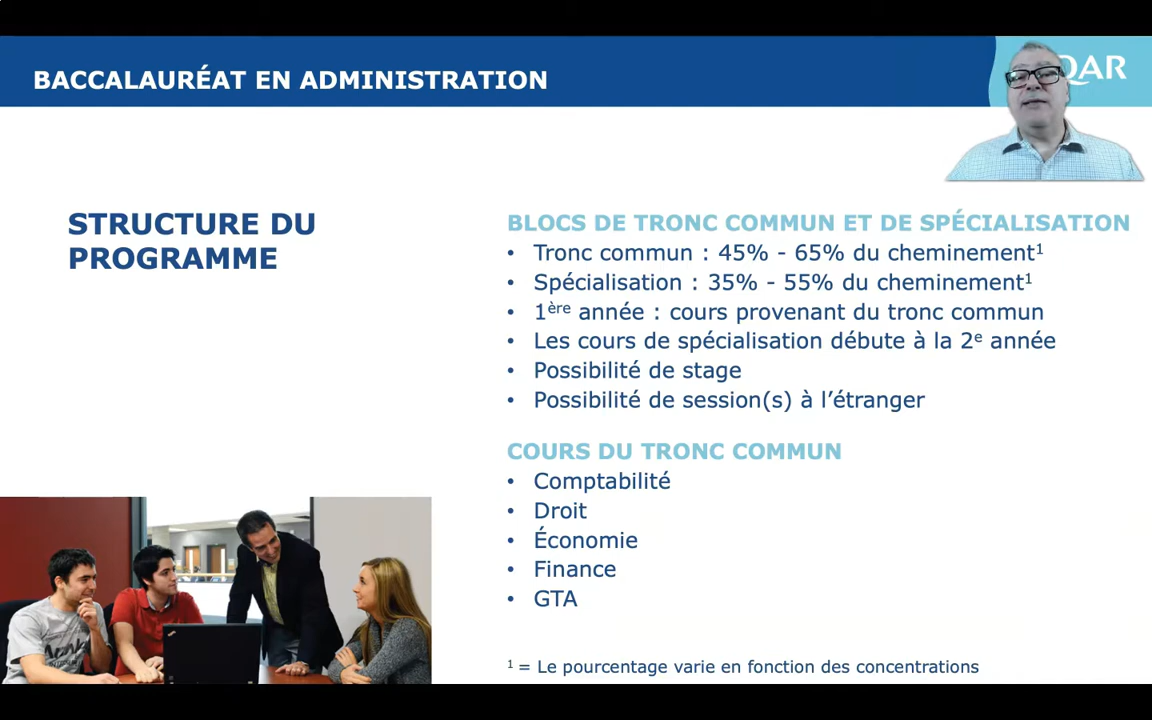 BACCALAURÉAT EN ADMINISTRATION
QAR
STRUCTURE DU
PROGRAMME
BLOCS DE TRONC COMMUN ET DE SPÉCIALISATION
• Tronc commun : 45% - 65% du cheminement¹
• Spécialisation : 35% - 55% du cheminement¹
• 1ère année : cours provenant du tronc commun
• Les cours de spécialisation débute à la 2e année
• Possibilité de stage
• Possibilité de session(s) à l’étranger
COURS DU TRONC COMMUN
• Comptabilité
• Droit
• Économie
• Finance
• GTA
¹ = Le pourcentage varie en fonction des concentrations